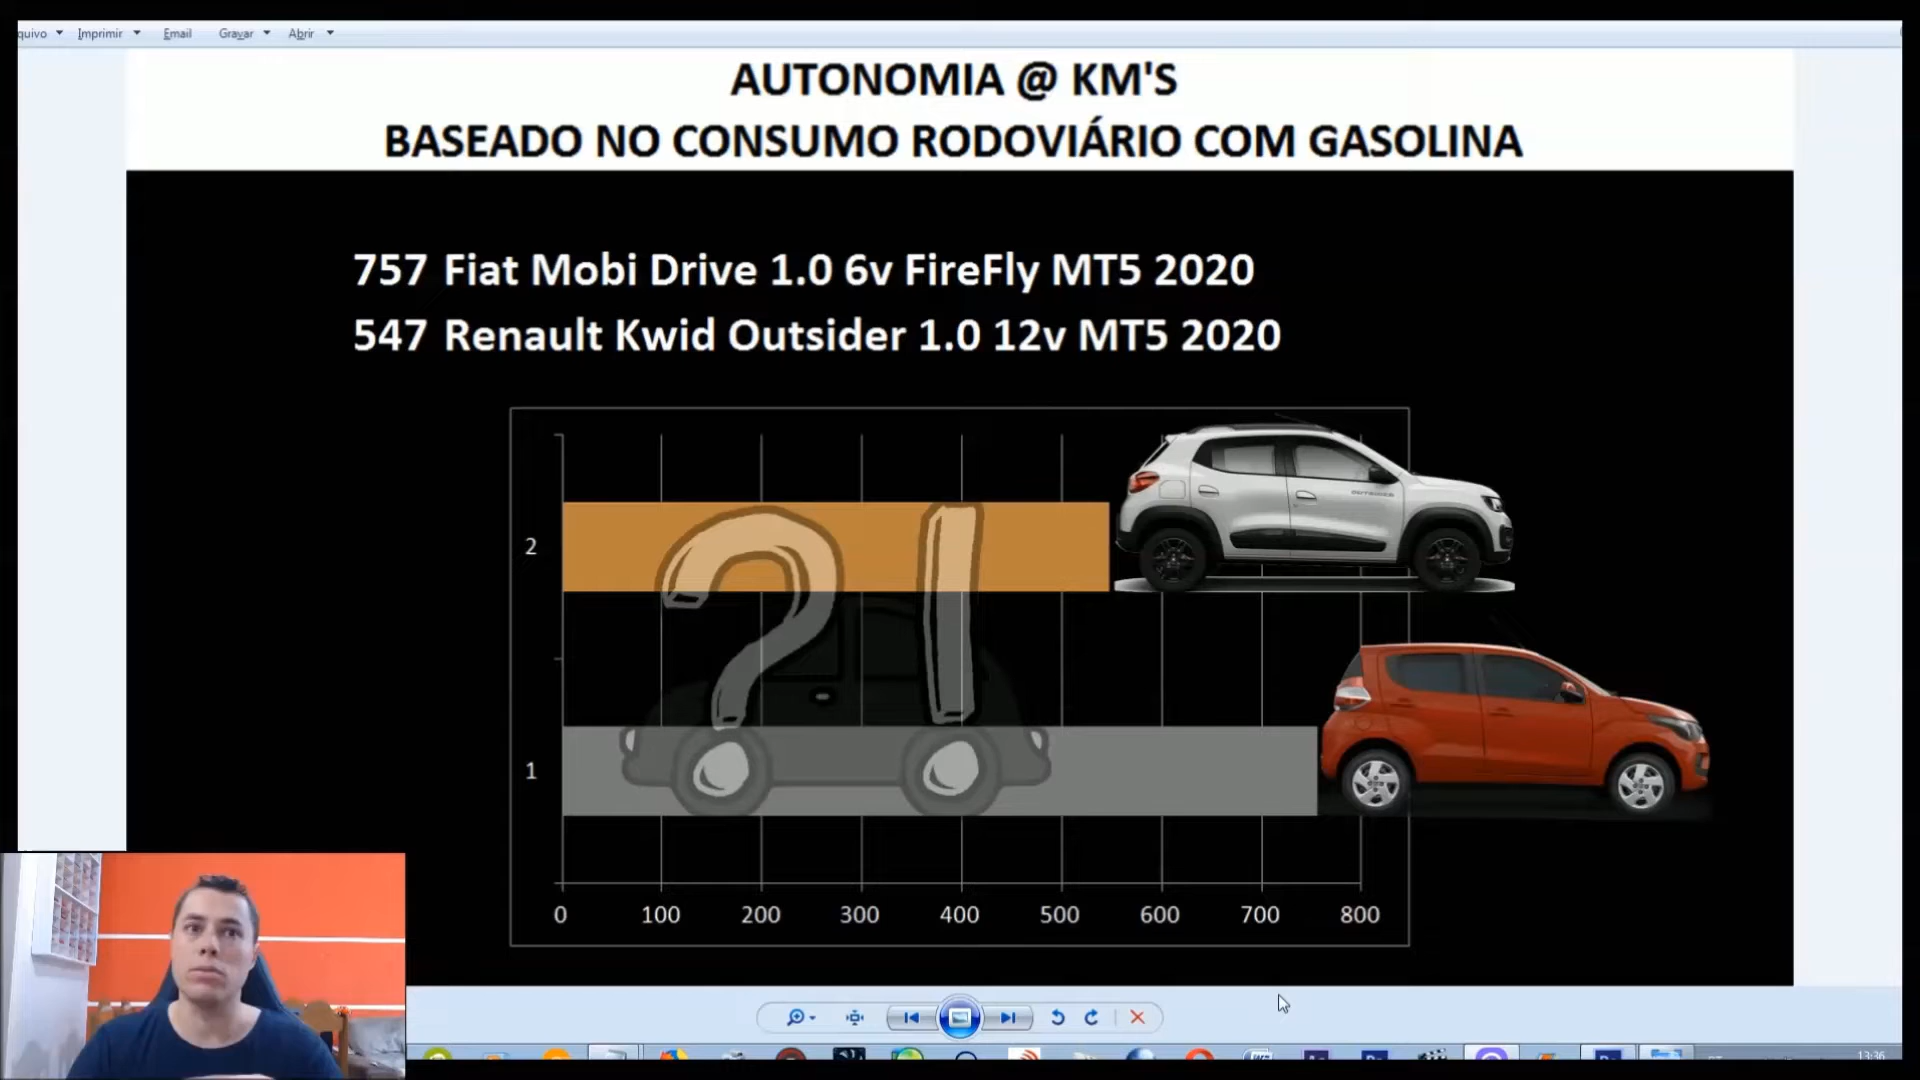 quivo Imprimir Email Gravar Abrir
AUTONOMIA @ KM'S
BASEADO NO CONSUMO RODOVIÁRIO COM GASOLINA
757 Fiat Mobi Drive 1.0 6v FireFly MT5 2020
547 Renault Kwid Outsider 1.0 12v MT5 2020
2
1
0 100 200 300 400 500 600 700 800
13:36